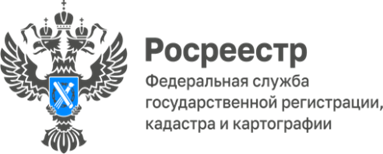 Росреестр
Федеральная служба
государственной регистрации,
кадастра и картографии